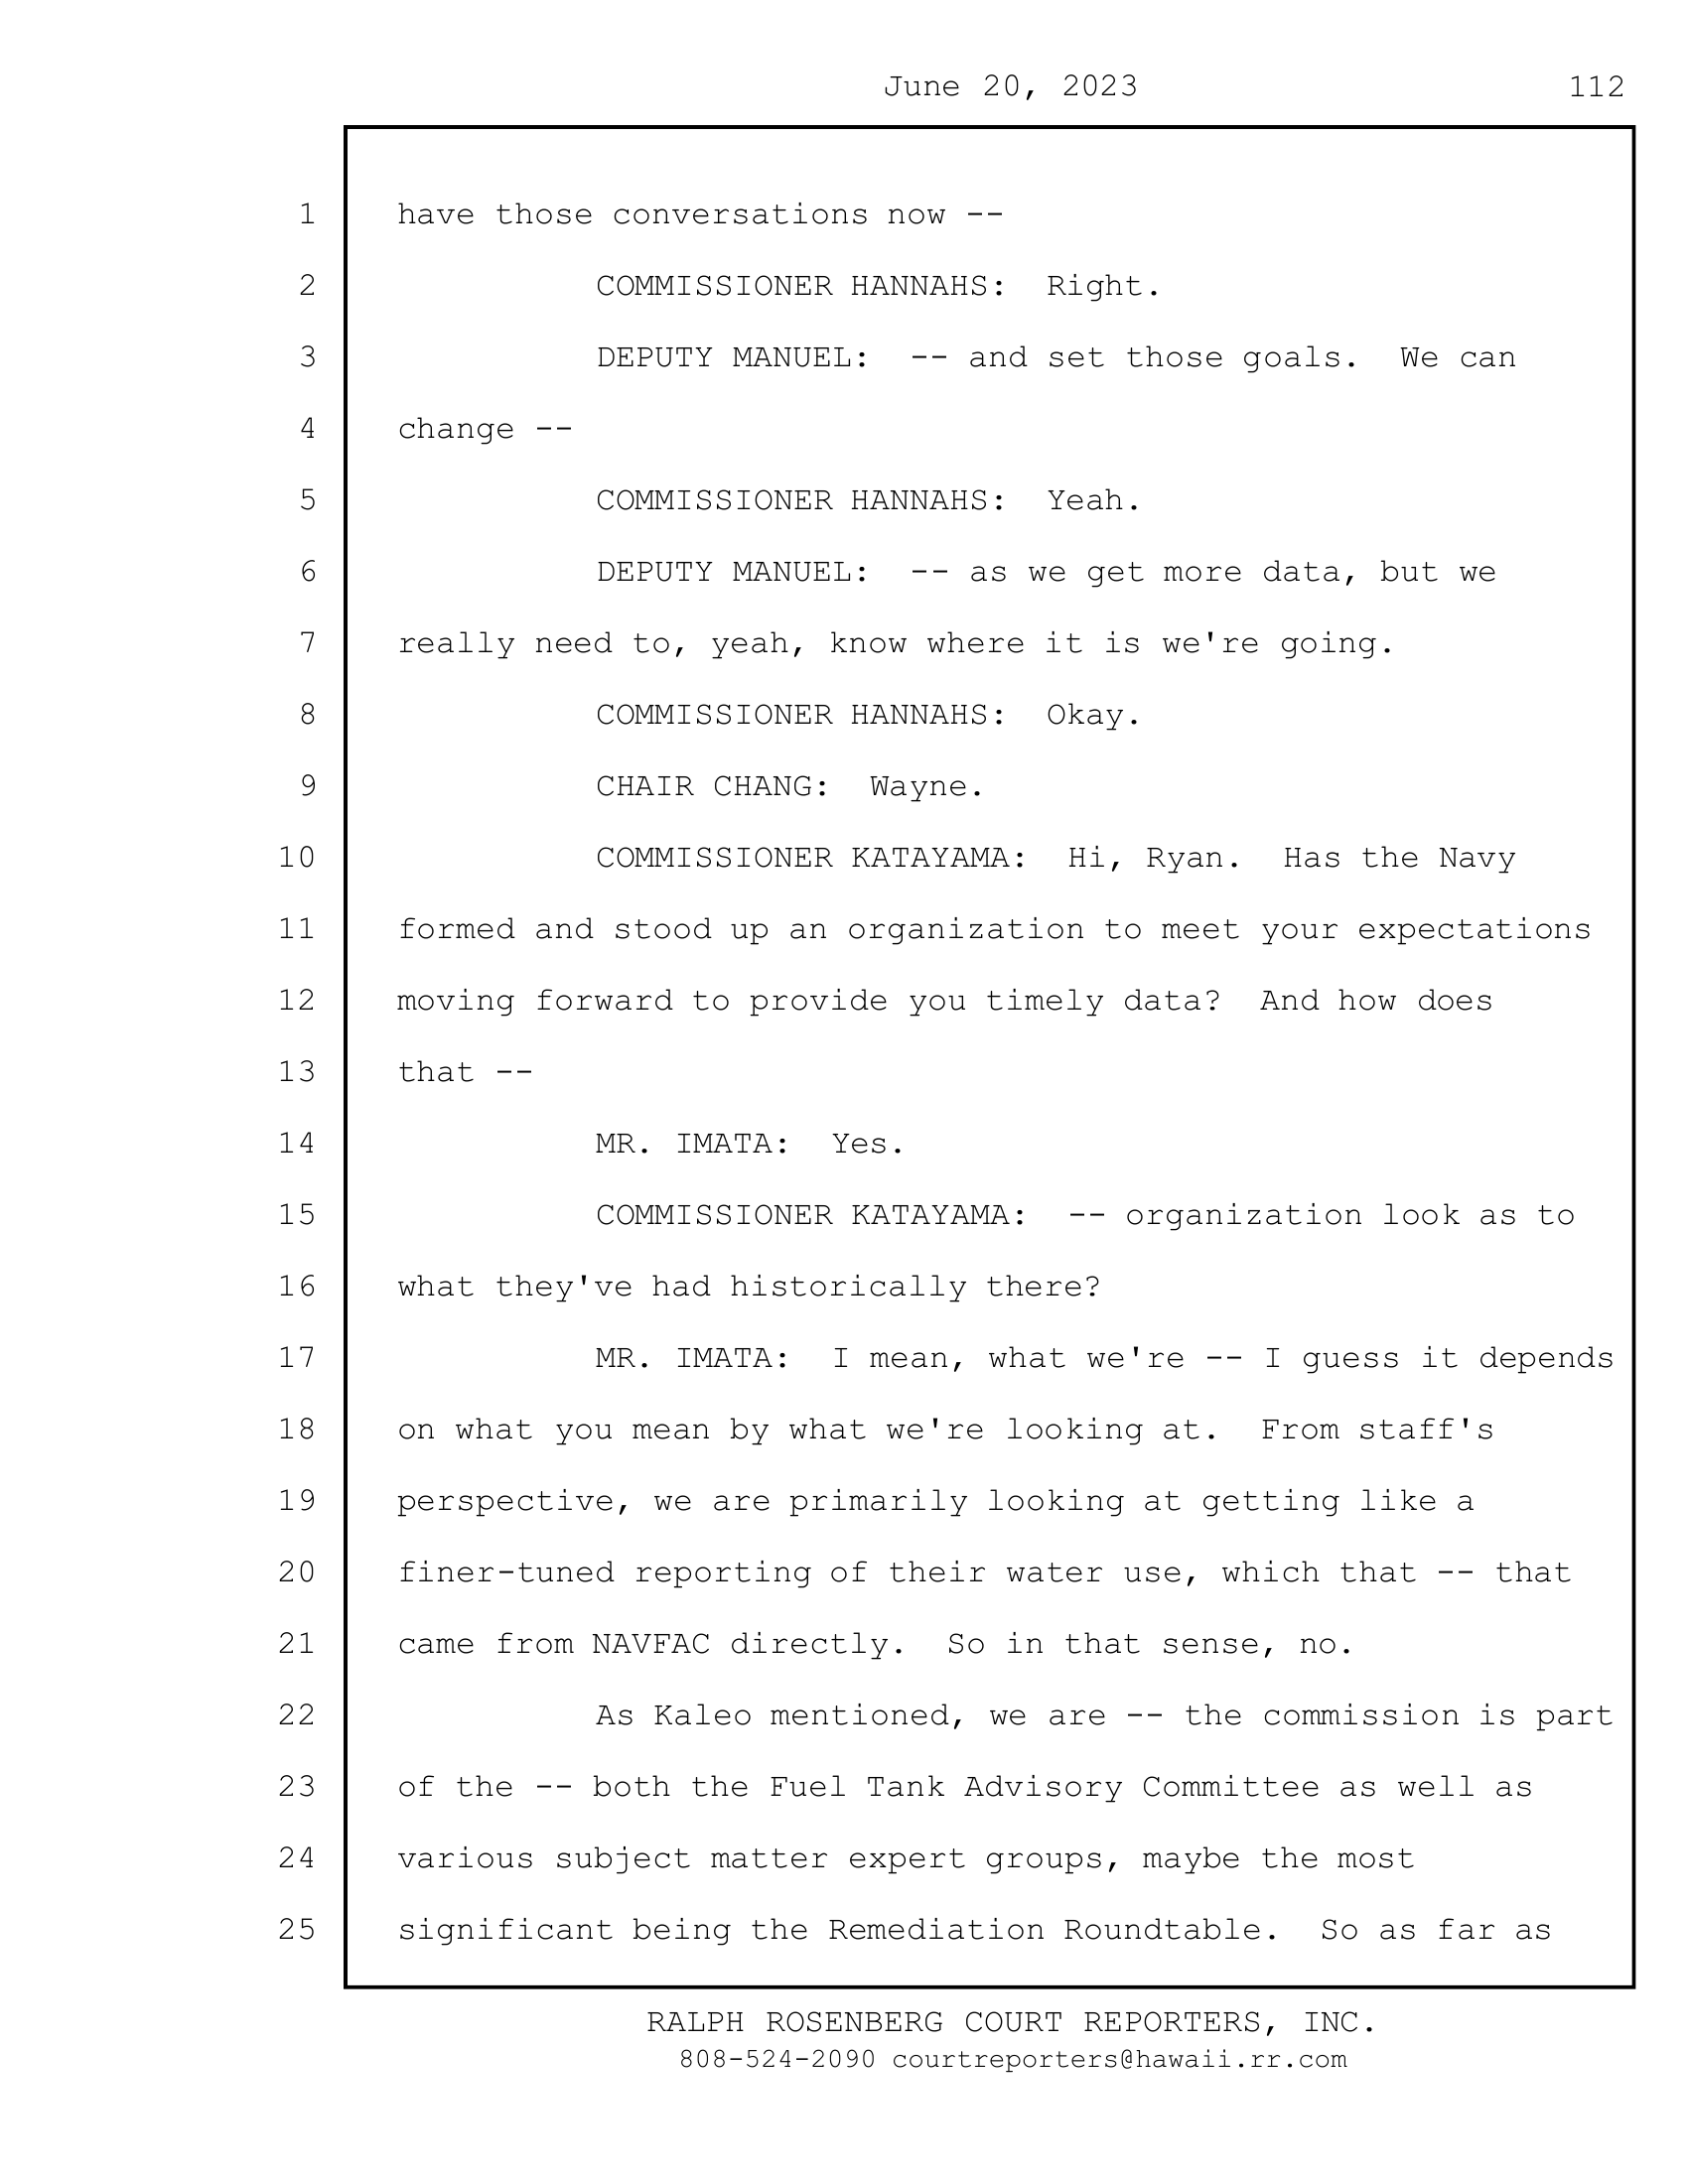 June 20, 2023 112
1 have those conversations now --
2 COMMISSIONER HANNAHS: Right.
3 DEPUTY MANUEL: -- and set those goals. We can
4 change --
5 COMMISSIONER HANNAHS: Yeah.
6 DEPUTY MANUEL: -- as we get more data, but we
7 really need to, yeah, know where it is we're going.
8 COMMISSIONER HANNAHS: Okay.
9 CHAIR CHANG: Wayne.
10 COMMISSIONER KATAYAMA: Hi, Ryan. Has the Navy
11 formed and stood up an organization to meet your expectations
12 moving forward to provide you timely data? And how does
13 that --
14 MR. IMATA: Yes.
15 COMMISSIONER KATAYAMA: -- organization look as to
16 what they've had historically there?
17 MR. IMATA: I mean, what we're -- I guess it depends
18 on what you mean by what we're looking at. From staff's
19 perspective, we are primarily looking at getting like a
20 finer-tuned reporting of their water use, which that -- that
21 came from NAVFAC directly. So in that sense, no.
22 As Kaleo mentioned, we are -- the commission is part
23 of the -- both the Fuel Tank Advisory Committee as well as
24 various subject matter expert groups, maybe the most
25 significant being the Remediation Roundtable. So as far as
RALPH ROSENBERG COURT REPORTERS, INC.
808-524-2090 courtreporters@hawaii.rr.com